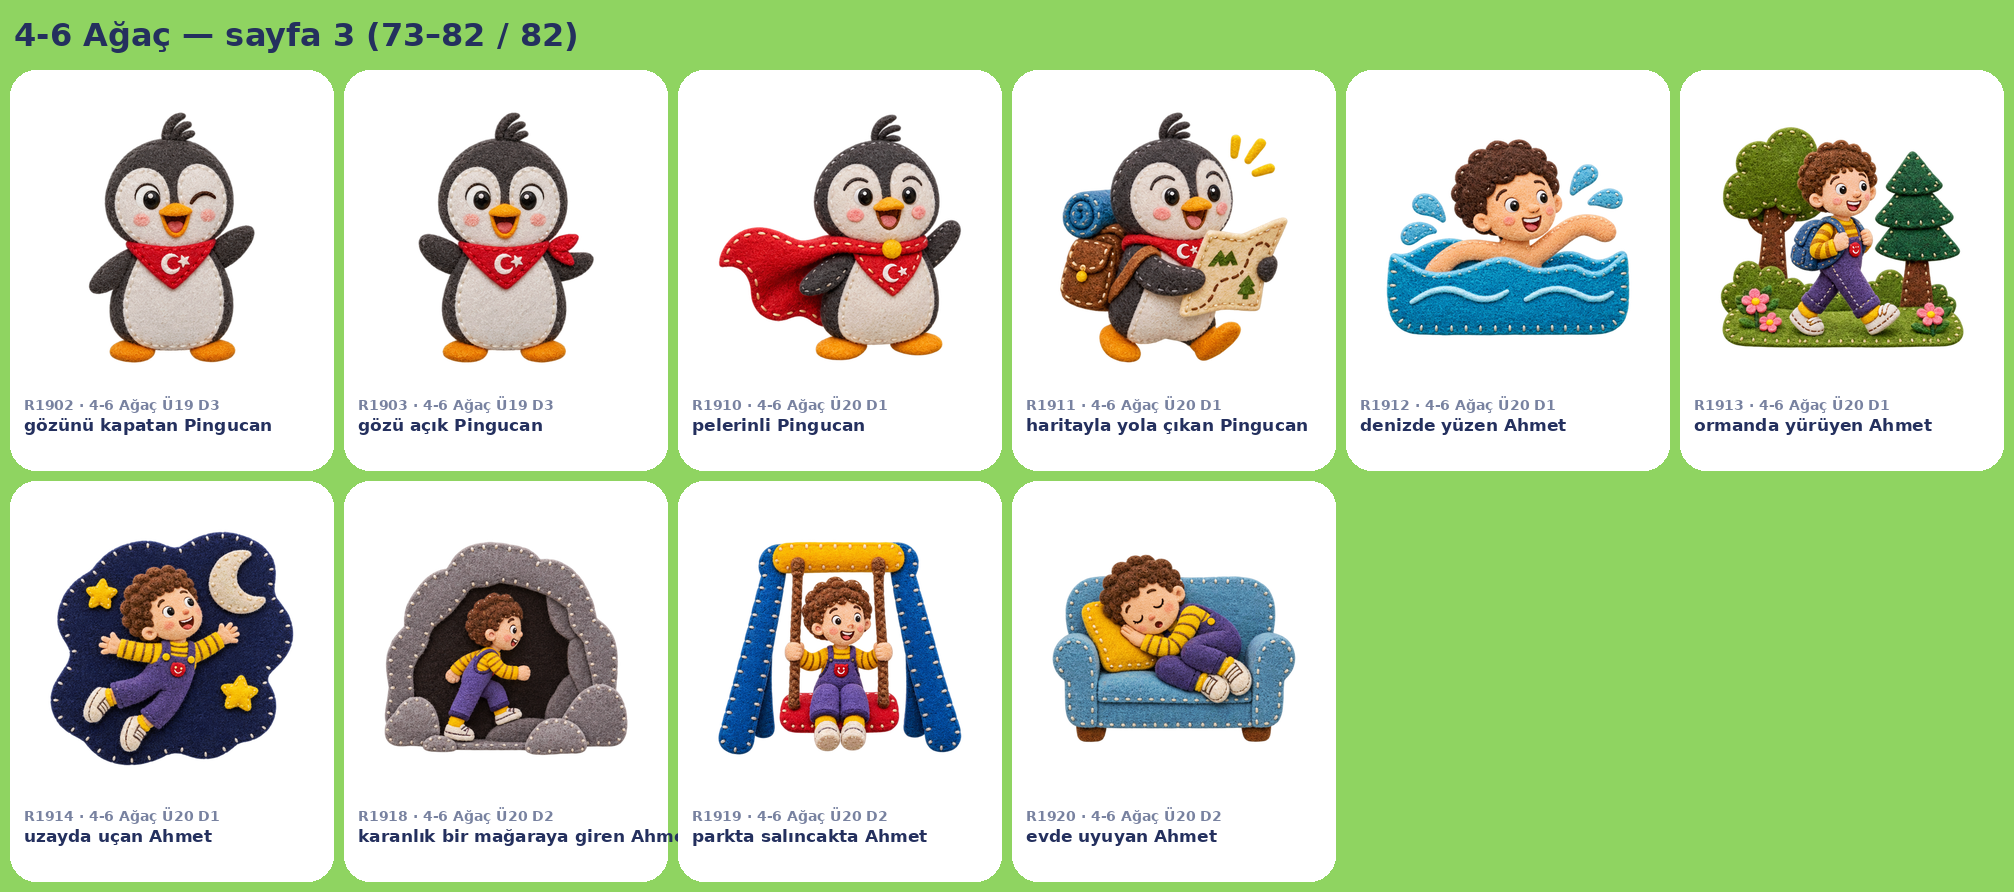 4-6 Ağaç — sayfa 3 (73–82 / 82)
R1902 · 4-6 Ağaç Ü19 D3
gözünü kapatan Pingucan
R1903 · 4-6 Ağaç Ü19 D3
gözü açık Pingucan
R1910 · 4-6 Ağaç Ü20 D1
pelerinli Pingucan
R1911 · 4-6 Ağaç Ü20 D1
haritayla yola çıkan Pingucan
R1912 · 4-6 Ağaç Ü20 D1
denizde yüzen Ahmet
R1913 · 4-6 Ağaç Ü20 D1
ormanda yürüyen Ahmet
R1914 · 4-6 Ağaç Ü20 D1
uzayda uçan Ahmet
R1918 · 4-6 Ağaç Ü20 D2
karanlık bir mağaraya giren
R1919 · 4-6 Ağaç Ü20 D2
parkta salıncakta Ahmet
R1920 · 4-6 Ağaç Ü20 D2
evde uyuyan Ahmet